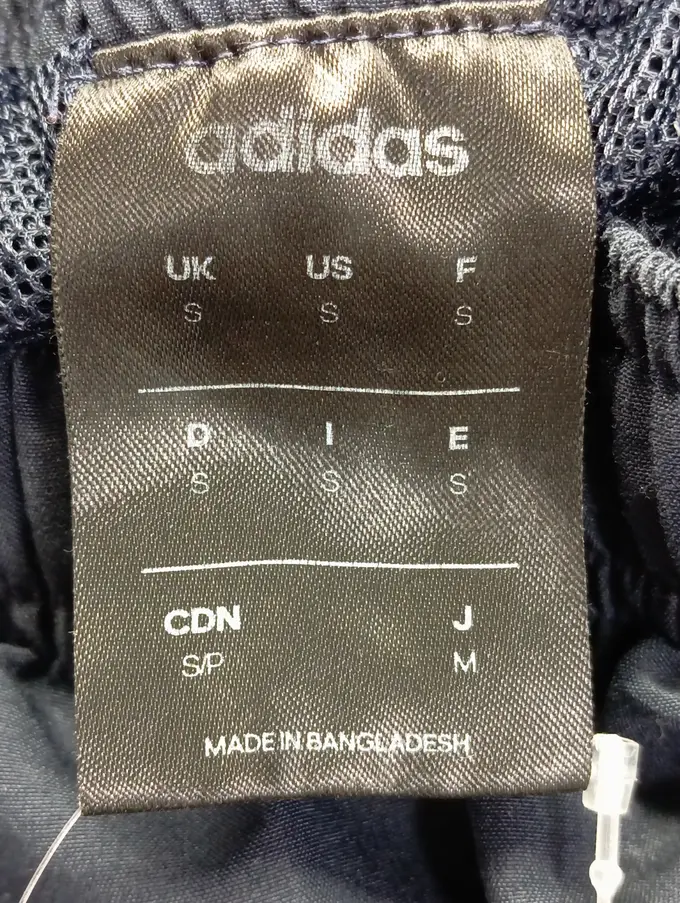 adidas
UK US F
S S S
D I E
S S S
CDN J
S/P M
MADE IN BANGLADESH